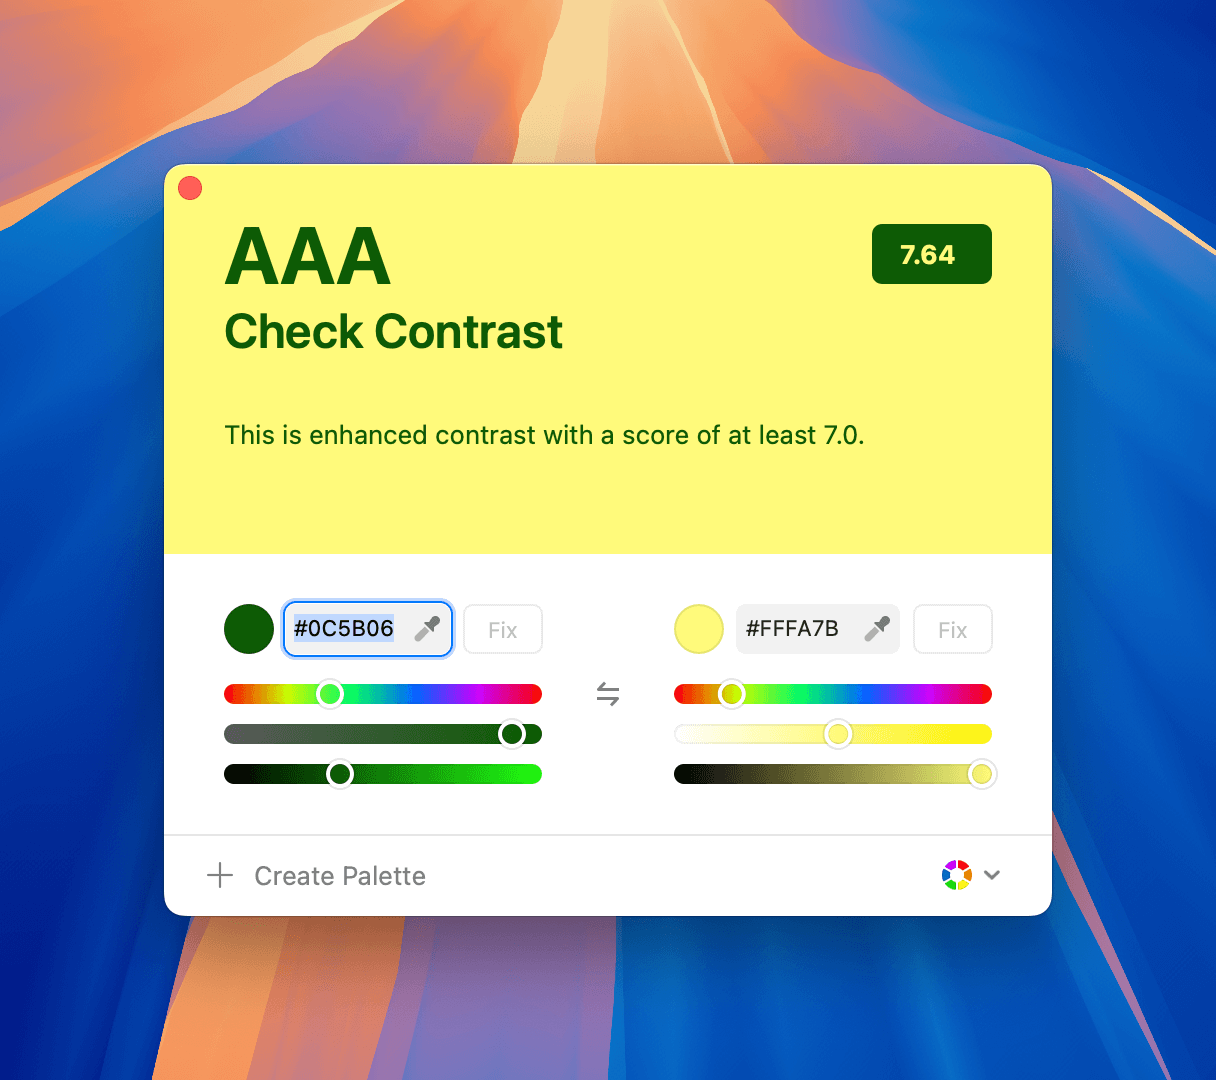 AAA
7.64
Check Contrast
This is enhanced contrast with a score of at least 7.0.
#0C5B06
Fix
#FFFA7B
Fix
Create Palette